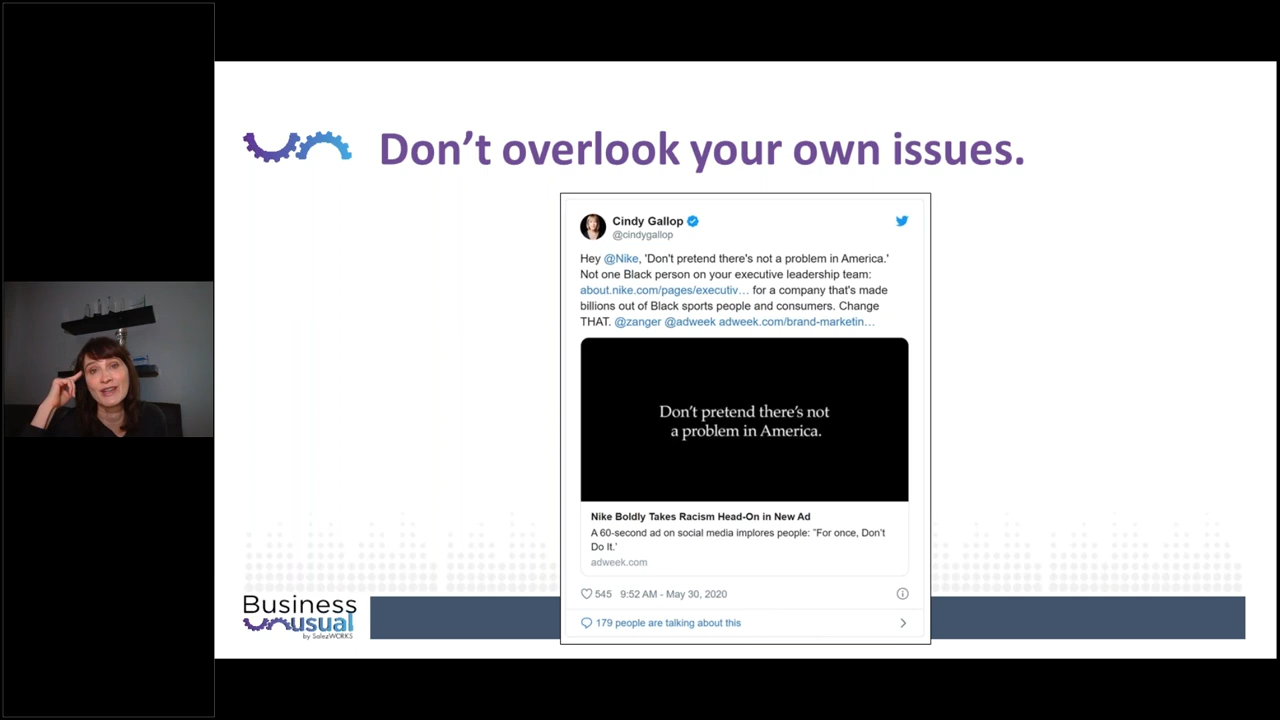 Don't overlook your own issues.
Cindy Gallop
@cindygallop
Hey @Nike, 'Don't pretend there's not a problem in America.'
Not one Black person on your executive leadership team:
about.nike.com/pages/executiv… for a company that's made
billions out of Black sports people and consumers. Change
THAT. @zanger @adweek adweek.com/brand-marketin…
Don't pretend there's not
a problem in America.
Nike Boldly Takes Racism Head-On in New Ad
A 60-second ad on social media implores people: "For once, Don't
Do It.'
adweek.com
545 9:52 AM - May 30, 2020
179 people are talking about this
Business
unusual
by SalezWORKS